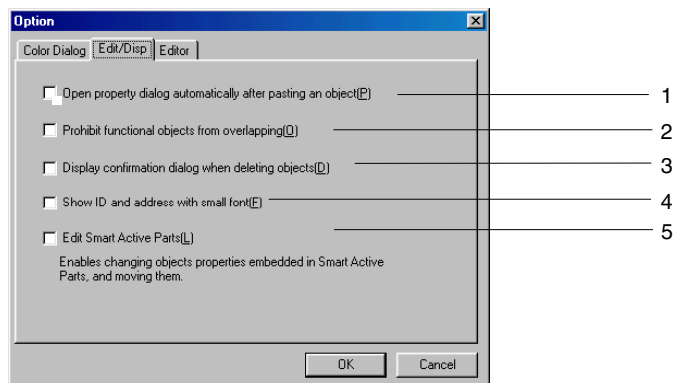 Option
Color Dialog Edit/Disp Editor
Open property dialog automatically after pasting an object(P) 1
Prohibit functional objects from overlapping(O) 2
Display confirmation dialog when deleting objects(D) 3
Show ID and address with small font(F) 4
Edit Smart Active Parts(L) 5
Enables changing objects properties embedded in Smart Active
Parts, and moving them.
OK Cancel